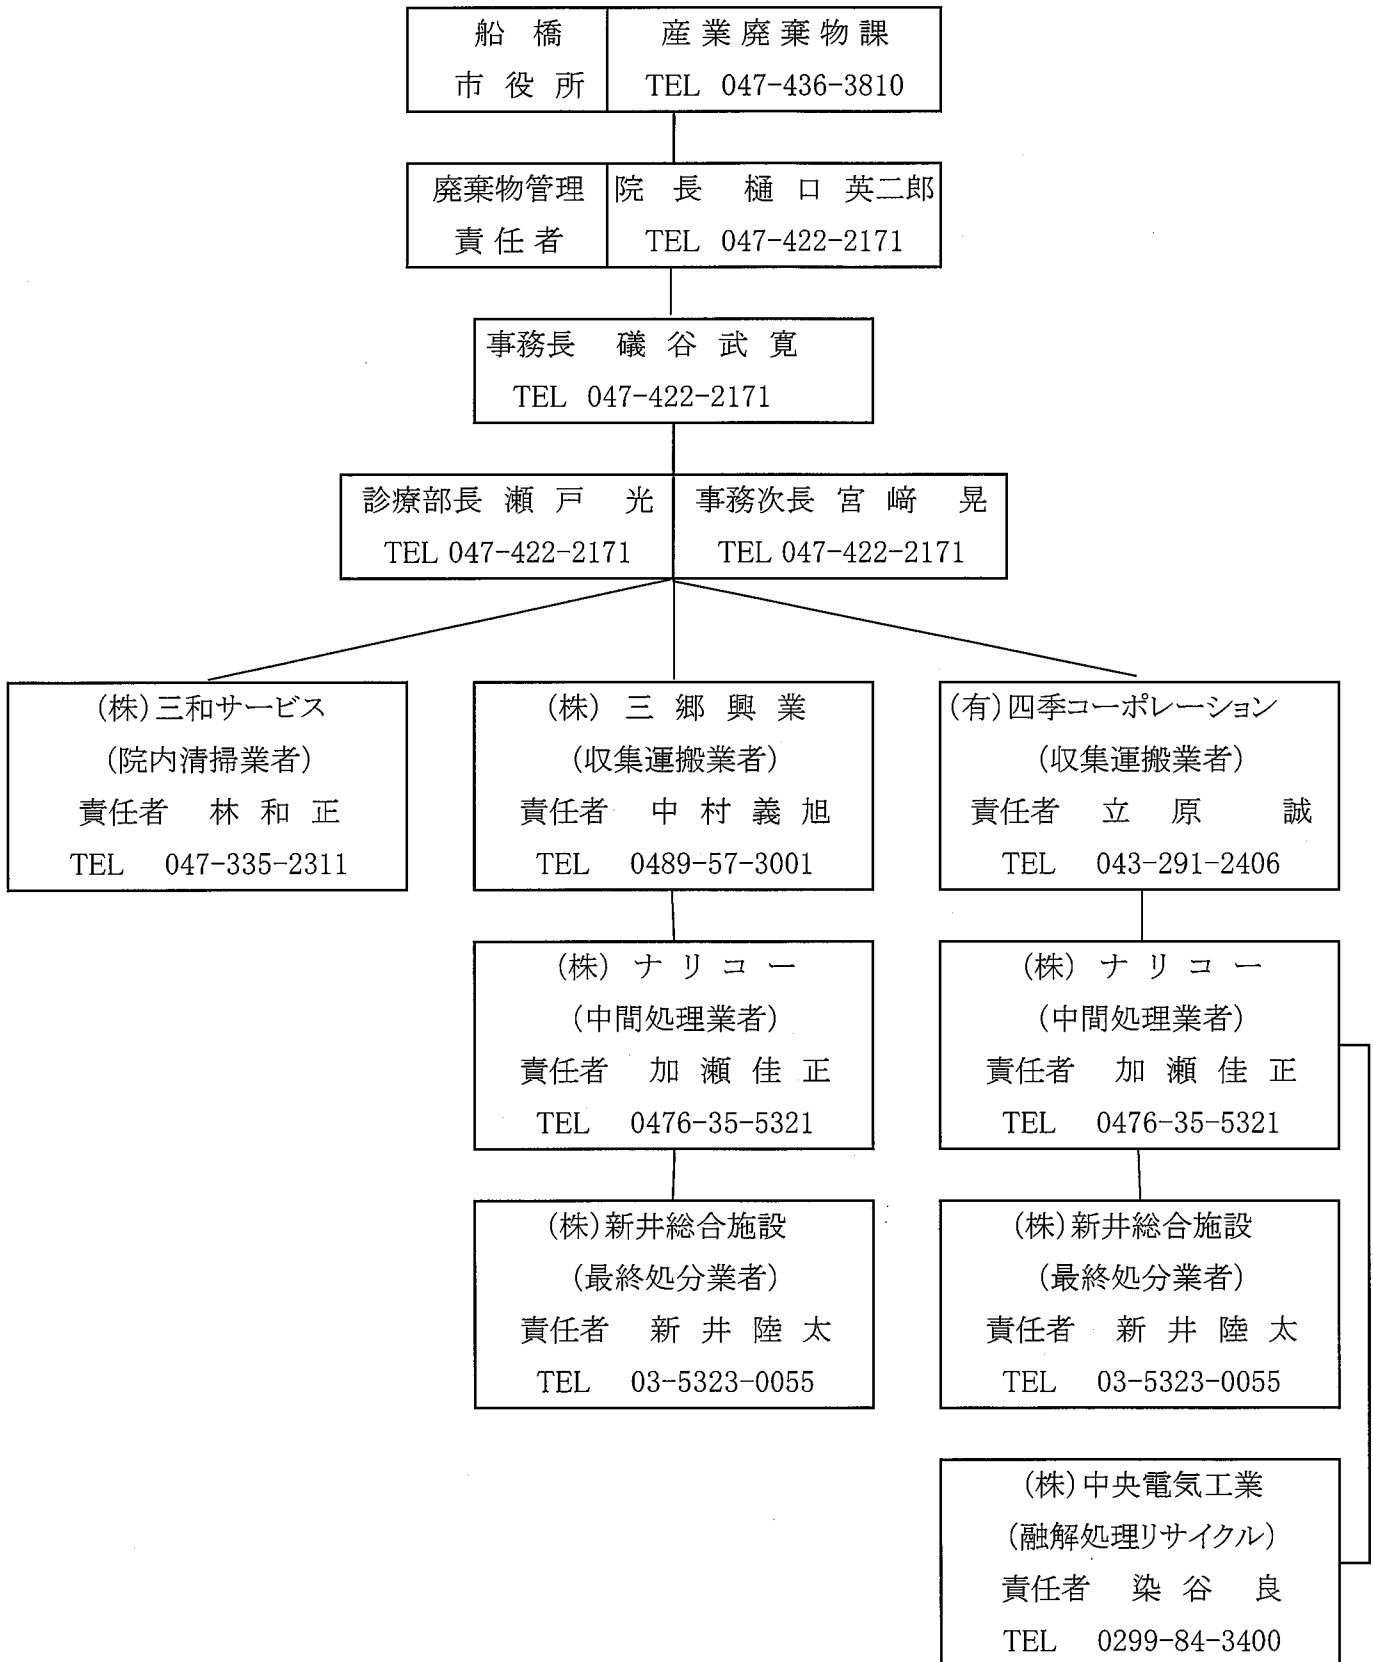 船橋 産業廃棄物課
市役所 TEL 047-436-3810
廃棄物管理 院長 樋口英二郎
責任者 TEL 047-422-2171
事務長 礒谷武寛
TEL 047-422-2171
診療部長 瀬戸 光
TEL 047-422-2171
事務次長 宮﨑 晃
TEL 047-422-2171
(株)三和サービス
(院内清掃業者)
責任者 林和正
TEL 047-335-2311
(株)三郷興業
(収集運搬業者)
責任者 中村義旭
TEL 0489-57-3001
(有)四季コーポレーション
(収集運搬業者)
責任者 立原 誠
TEL 043-291-2406
(株)ナリコー
(中間処理業者)
責任者 加瀬佳正
TEL 0476-35-5321
(株)ナリコー
(中間処理業者)
責任者 加瀬佳正
TEL 0476-35-5321
(株)新井総合施設
(最終処分業者)
責任者 新井陸太
TEL 03-5323-0055
(株)新井総合施設
(最終処分業者)
責任者 新井陸太
TEL 03-5323-0055
(株)中央電気工業
(融解処理リサイクル)
責任者 染谷 良
TEL 0299-84-3400